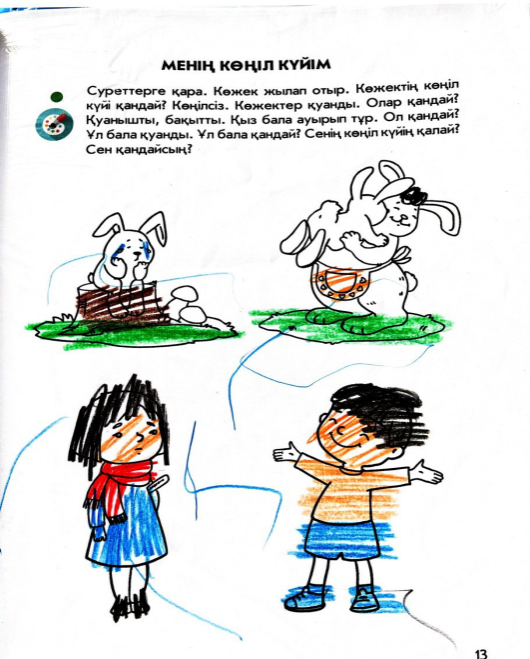 МЕНІҢ КӨҢІЛ КҮЙІМ
Суреттерге қара. Көжек жылап отыр. Көжектің көңіл
күйі қандай? Көңілсіз. Көжектер қуанды. Олар қандай?
Қуанышты, бақытты. Қыз бала ауырып тұр. Ол қандай?
Ұл бала қуанды. Ұл бала қандай? Сенің көңіл күйің қалай?
Сен қандайсың?
13